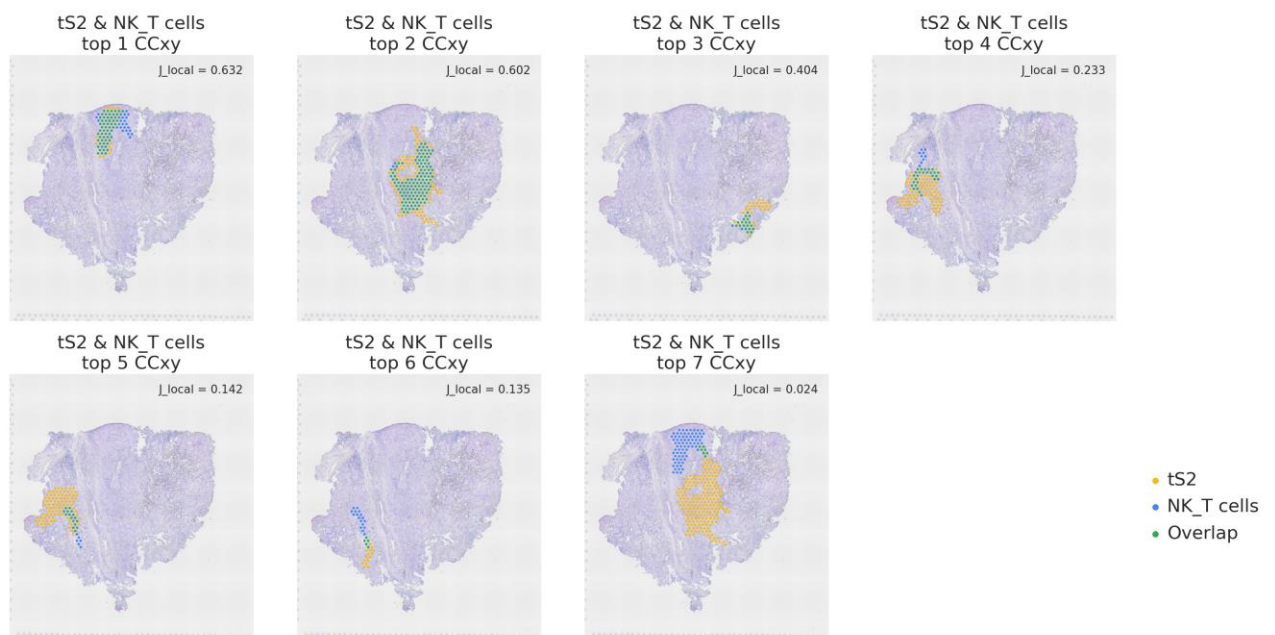 tS2 & NK_T cells
top 1 CCxy
J_local = 0.632
tS2 & NK_T cells
top 2 CCxy
J_local = 0.602
tS2 & NK_T cells
top 3 CCxy
J_local = 0.404
tS2 & NK_T cells
top 4 CCxy
J_local = 0.233
tS2 & NK_T cells
top 5 CCxy
J_local = 0.142
tS2 & NK_T cells
top 6 CCxy
J_local = 0.135
tS2 & NK_T cells
top 7 CCxy
J_local = 0.024
tS2
NK_T cells
Overlap